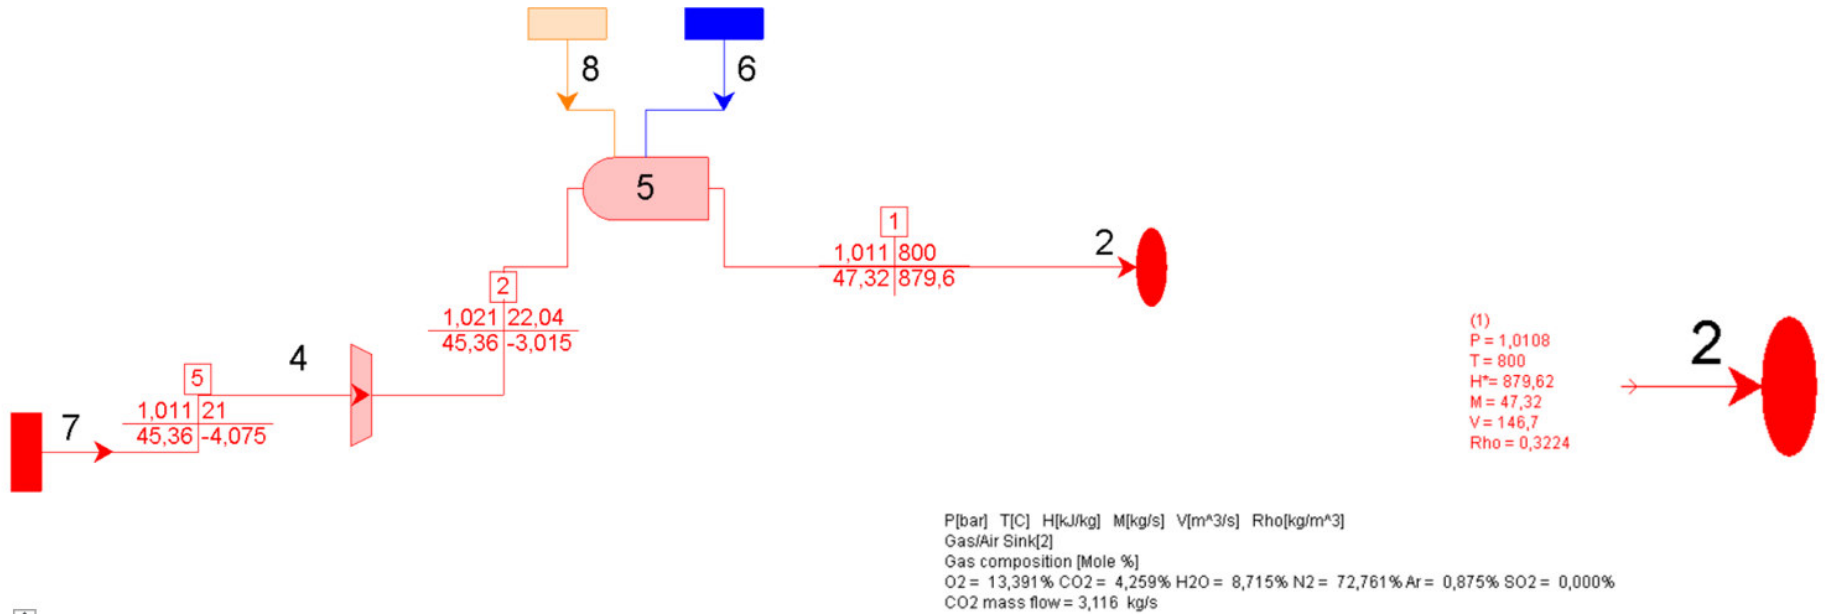 8
6
5
1
1,011 800
47,32 879,6
2
2
1,021 22,04
45,36 -3,015
4
5
1,011 21
45,36 -4,075
7
(1)
P = 1,0108
T = 800
H*= 879,62
M = 47,32
V = 146,7
Rho = 0,3224
2
P[bar] T[C] H[kJ/kg] M[kg/s] V[m^3/s] Rho[kg/m^3]
Gas/Air Sink[2]
Gas composition [Mole %]
O2 = 13,391% CO2 = 4,259% H2O = 8,715% N2 = 72,761% Ar = 0,875% SO2 = 0,000%
CO2 mass flow = 3,116 kg/s